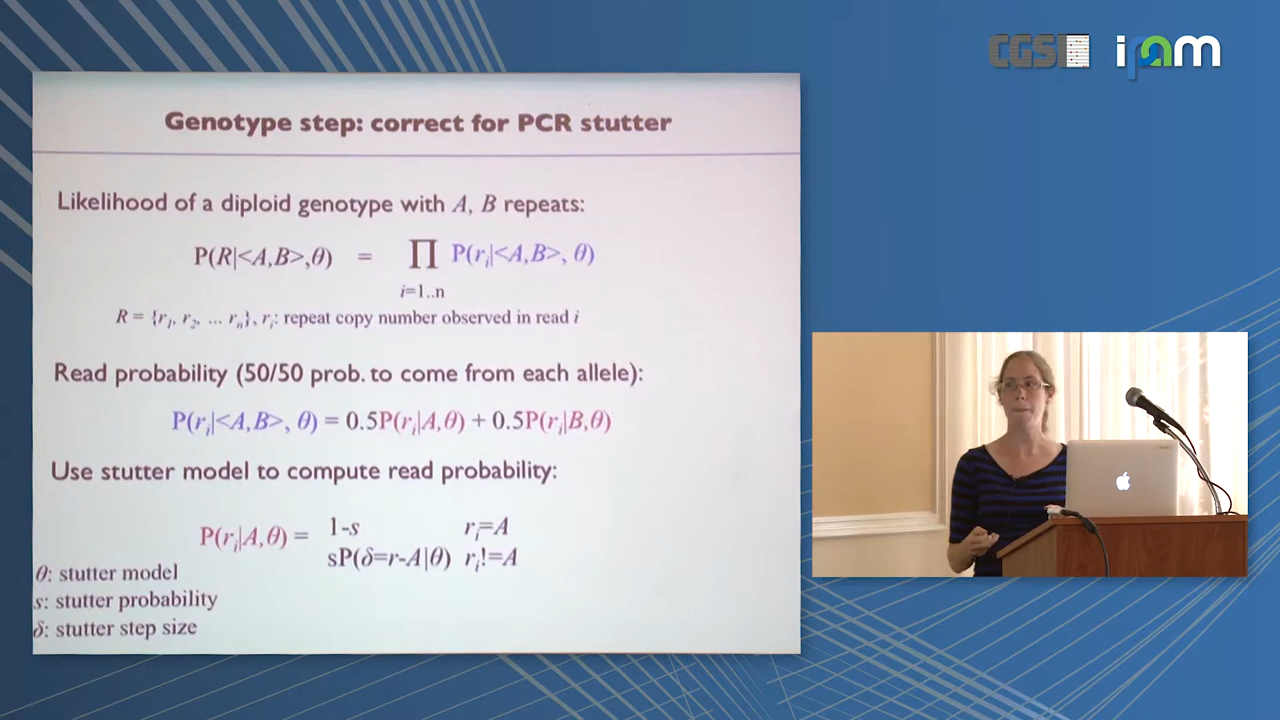 CGSI ipam
Genotype step: correct for PCR stutter
Likelihood of a diploid genotype with A, B repeats:
P(R|<A,B>,θ) = ∏ P(rᵢ|<A,B>, θ)
i=1..n
R = {r₁, r₂, ... rₙ}, rᵢ: repeat copy number observed in read i
Read probability (50/50 prob. to come from each allele):
P(rᵢ|<A,B>, θ) = 0.5P(rᵢ|A,θ) + 0.5P(rᵢ|B,θ)
Use stutter model to compute read probability:
P(rᵢ|A,θ) = 1-s rᵢ=A
sP(δ=r-A|θ) rᵢ!=A
θ: stutter model
s: stutter probability
δ: stutter step size